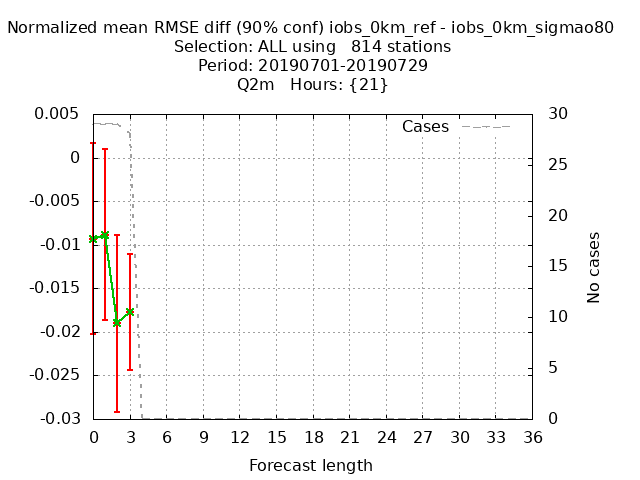 Normalized mean RMSE diff (90% conf) iobs_0km_ref - iobs_0km_sigmao80
Selection: ALL using   814 stations
Period: 20190701-20190729
Q2m   Hours: {21}
Cases
0.005
0
-0.005
-0.01
-0.015
-0.02
-0.025
-0.03
30
25
20
15
10
5
0
No cases
0 3 6 9 12 15 18 21 24 27 30 33 36
Forecast length